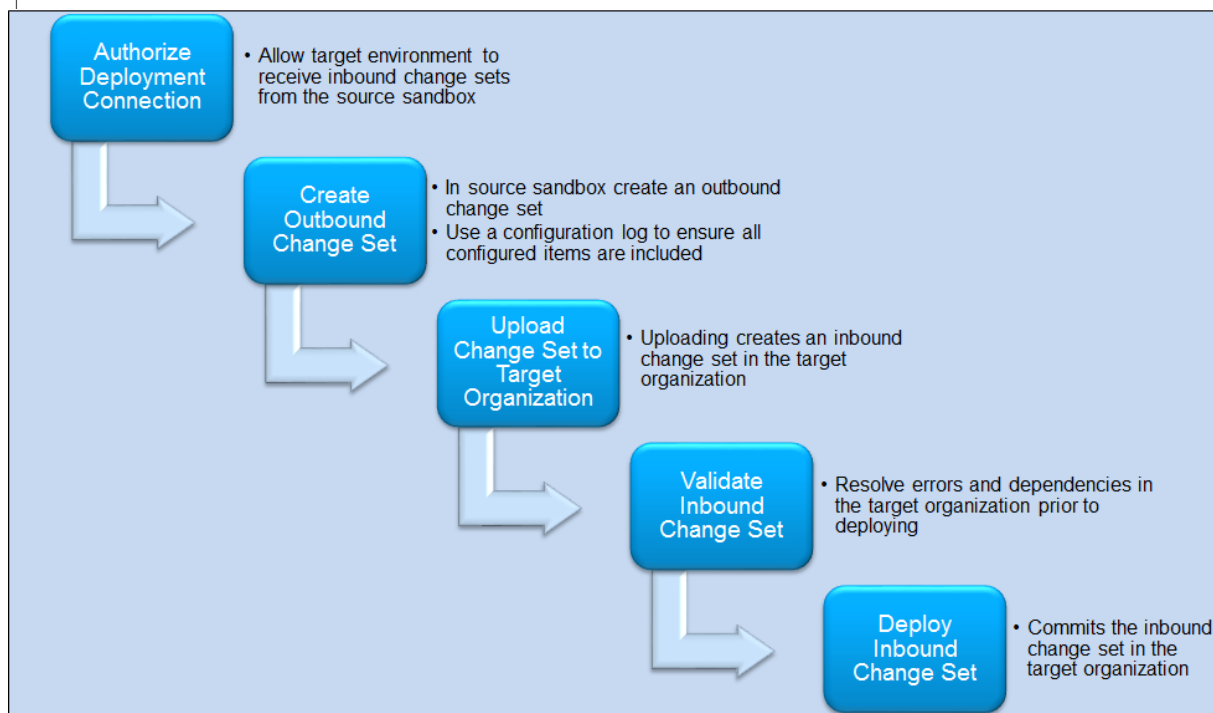 Authorize
Deployment
Connection
• Allow target environment to
receive inbound change sets
from the source sandbox
Create
Outbound
Change Set
• In source sandbox create an outbound
change set
• Use a configuration log to ensure all
configured items are included
Upload
Change Set to
Target
Organization
• Uploading creates an inbound
change set in the target
organization
Validate
Inbound
Change Set
• Resolve errors and dependencies in
the target organization prior to
deploying
Deploy
Inbound
Change Set
• Commits the inbound
change set in the
target organization